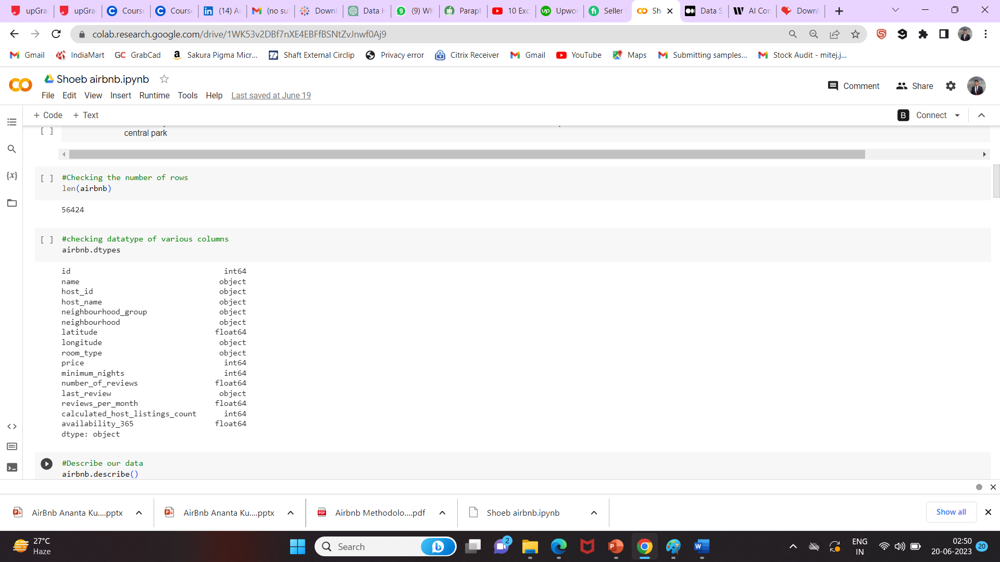 upGra
upGra
Course
Course
(14) A
(no su
Downl
Data H
(9) Wh
Paraph
10 Exc
Upwor
Seller
Sh
Data S
AI Con
Downl
colab.research.google.com/drive/1WK53v2DBf7nXE4EBFfBSNtZvJnwf0Aj9
Gmail IndiaMart GrabCad Sakura Pigma Micr... Shaft External Circlip Privacy error Citrix Receiver Gmail YouTube Maps Submitting samples... Stock Audit - mitej.j...
Shoeb airbnb.ipynb
File Edit View Insert Runtime Tools Help Last saved at June 19
Comment Share
+ Code + Text
B Connect
[ ] central park
[ ] #Checking the number of rows
len(airbnb)
56424
[ ] #checking datatype of various columns
airbnb.dtypes
id int64
name object
host_id object
host_name object
neighbourhood_group object
neighbourhood object
latitude float64
longitude object
room_type object
price int64
minimum_nights int64
number_of_reviews float64
last_review object
reviews_per_month float64
calculated_host_listings_count int64
availability_365 float64
dtype: object
#Describe our data
airbnb.describe()
AirBnb Ananta Ku....pptx
AirBnb Ananta Ku....pptx
Airbnb Methodolo....pdf
Shoeb airbnb.ipynb
Show all
27°C
Haze
Search
2
ENG
IN
02:50
20-06-2023
20